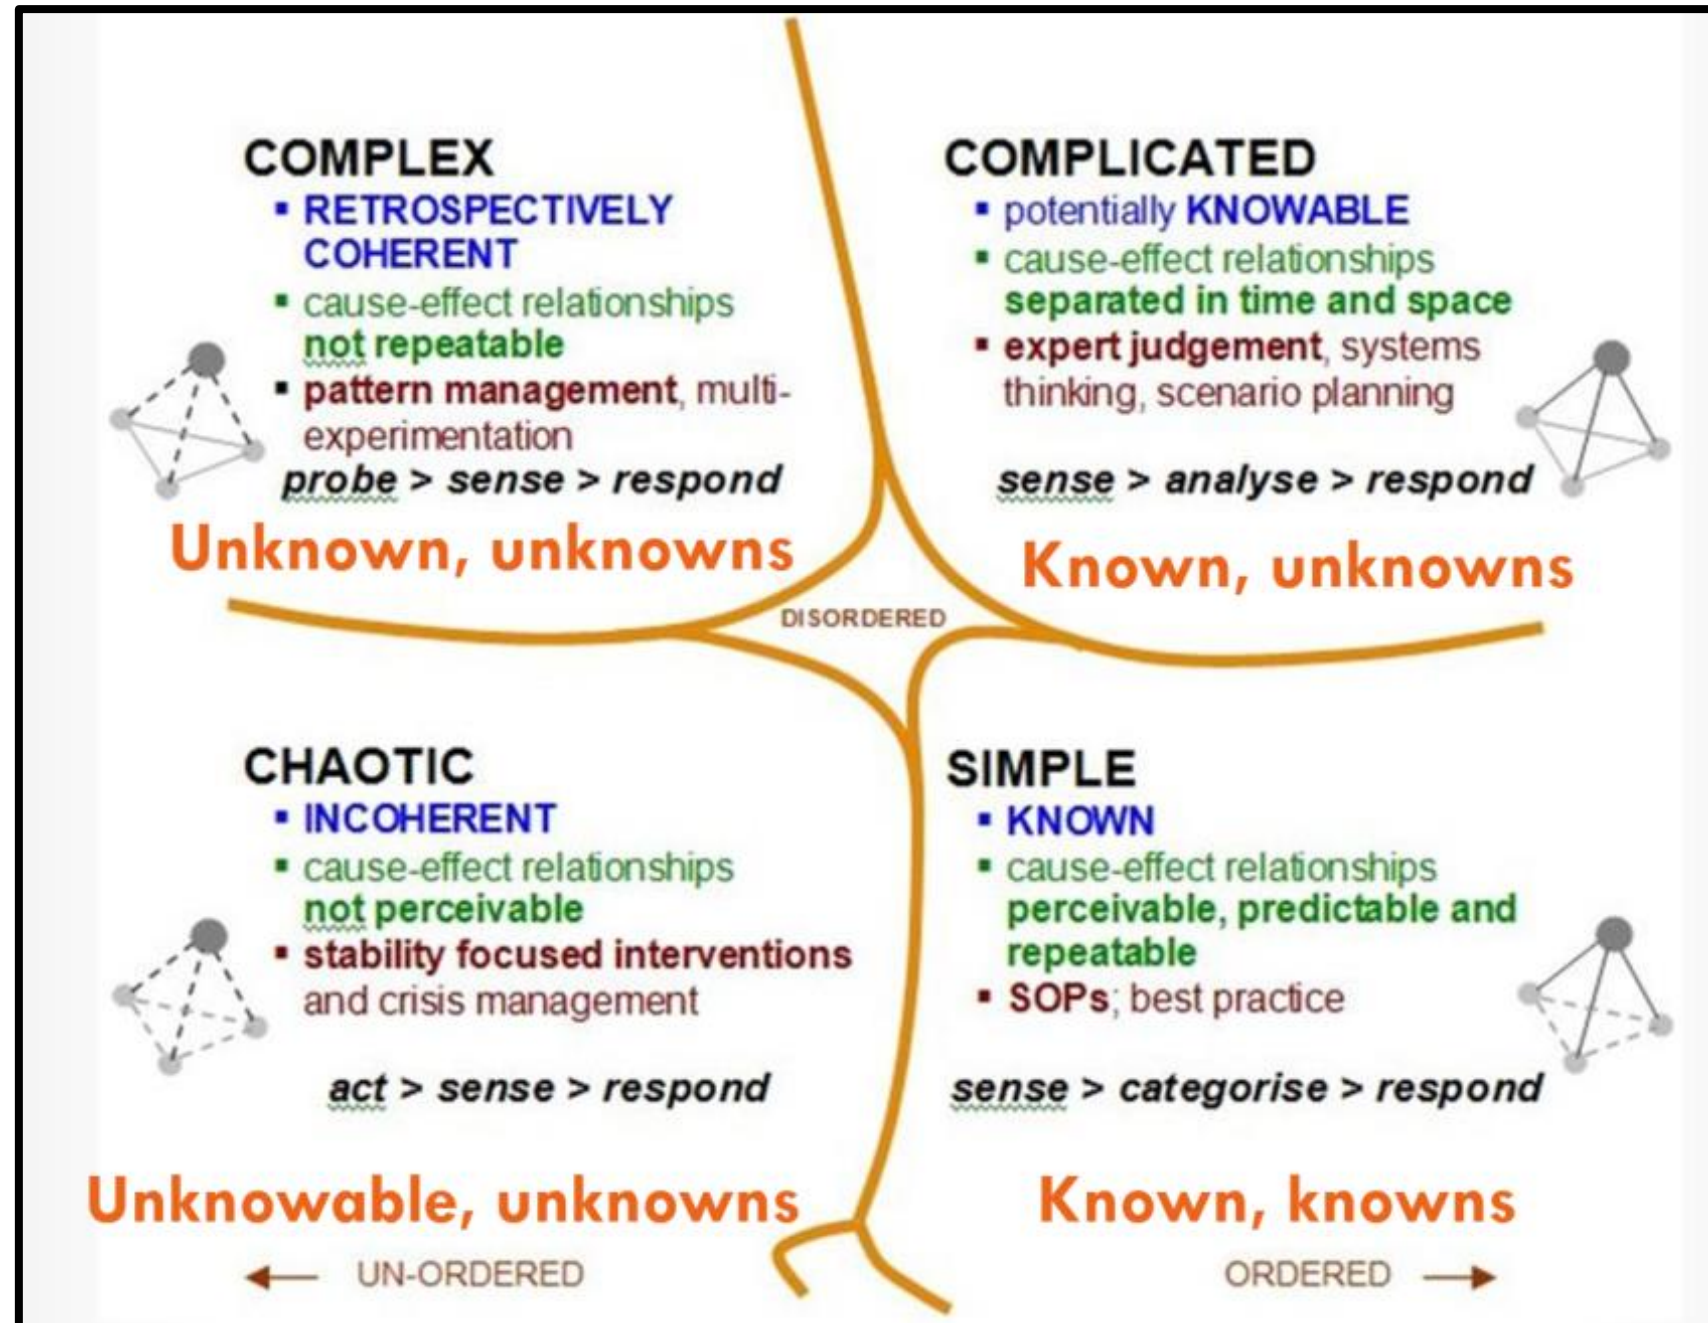 COMPLEX
▪ RETROSPECTIVELY
COHERENT
▪ cause-effect relationships
not repeatable
▪ pattern management, multi-
experimentation
probe > sense > respond
Unknown, unknowns
COMPLICATED
▪ potentially KNOWABLE
▪ cause-effect relationships
separated in time and space
▪ expert judgement, systems
thinking, scenario planning
sense > analyse > respond
Known, unknowns
DISORDERED
CHAOTIC
▪ INCOHERENT
▪ cause-effect relationships
not perceivable
▪ stability focused interventions
and crisis management
act > sense > respond
Unknowable, unknowns
UN-ORDERED
SIMPLE
▪ KNOWN
▪ cause-effect relationships
perceivable, predictable and
repeatable
▪ SOPs; best practice
sense > categorise > respond
Known, knowns
ORDERED